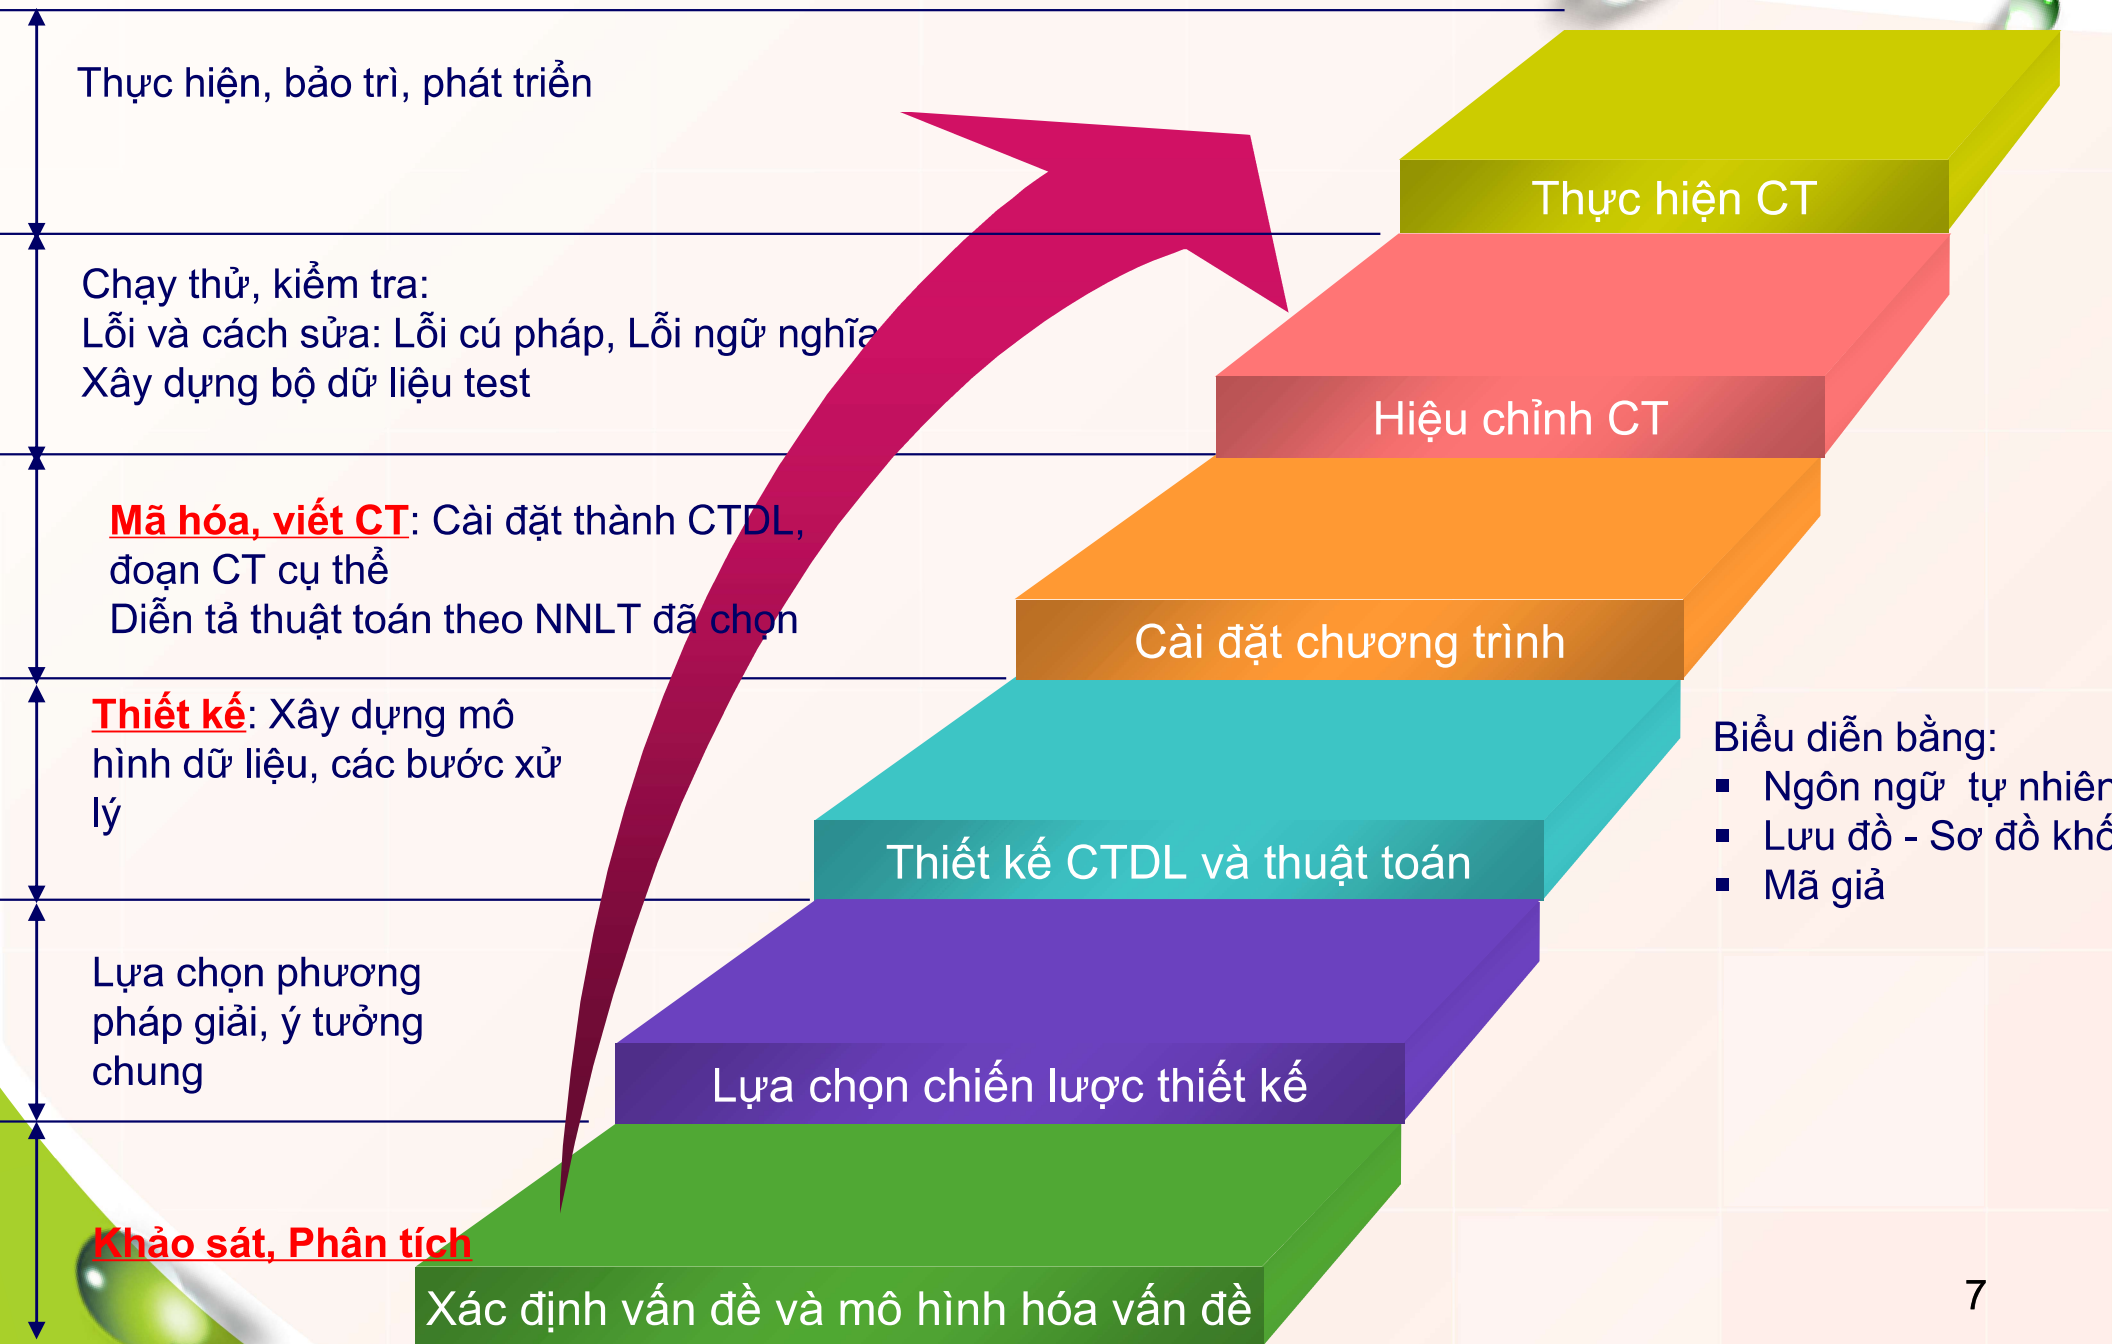 Thực hiện, bảo trì, phát triển
Thực hiện CT
Chạy thử, kiểm tra:
Lỗi và cách sửa: Lỗi cú pháp, Lỗi ngữ nghĩa
Xây dựng bộ dữ liệu test
Hiệu chỉnh CT
Mã hóa, viết CT: Cài đặt thành CTDL,
đoạn CT cụ thể
Diễn tả thuật toán theo NNLT đã chọn
Cài đặt chương trình
Thiết kế: Xây dựng mô
hình dữ liệu, các bước xử
lý
Thiết kế CTDL và thuật toán
Biểu diễn bằng:
▪ Ngôn ngữ tự nhiên
▪ Lưu đồ - Sơ đồ khố
▪ Mã giả
Lựa chọn phương
pháp giải, ý tưởng
chung
Lựa chọn chiến lược thiết kế
Khảo sát, Phân tích
Xác định vấn đề và mô hình hóa vấn đề
7